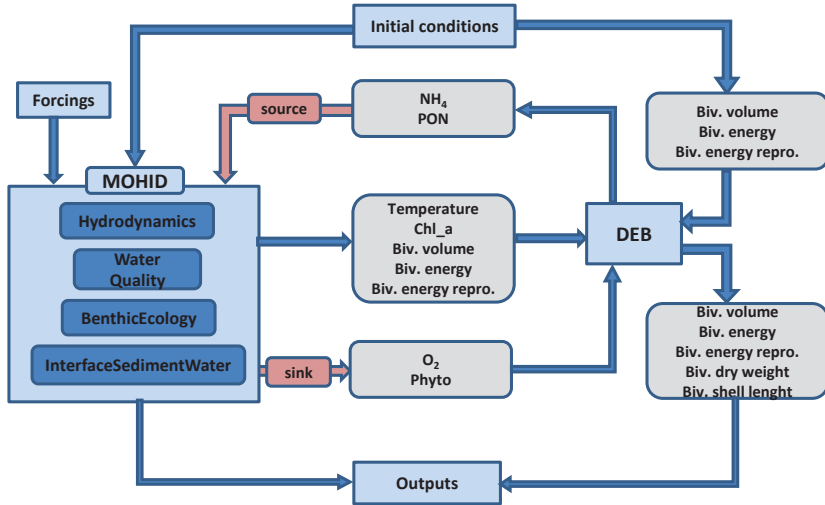 Initial conditions
Forcings
source
NH₄
PON
Biv. volume
Biv. energy
Biv. energy repro.
MOHID
Hydrodynamics
Water
Quality
BenthicEcology
InterfaceSedimentWater
Temperature
Chl_a
Biv. volume
Biv. energy
Biv. energy repro.
DEB
sink
O₂
Phyto
Biv. volume
Biv. energy
Biv. energy repro.
Biv. dry weight
Biv. shell lenght
Outputs